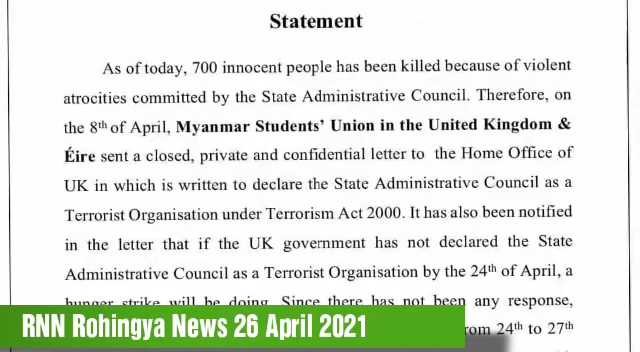 Statement
As of today, 700 innocent people has been killed because of violent
atrocities committed by the State Administrative Council. Therefore, on
the 8th of April, Myanmar Students' Union in the United Kingdom &
Éire sent a closed, private and confidential letter to the Home Office of
UK in which is written to declare the State Administrative Council as a
Terrorist Organisation under Terrorism Act 2000. It has also been notified
in the letter that if the UK government has not declared the State
Administrative Council as a Terrorist Organisation by the 24th of April, a
hunger strike will be doing. Since there has not been any response,
from 24th to 27th
RNN Rohingya News 26 April 2021